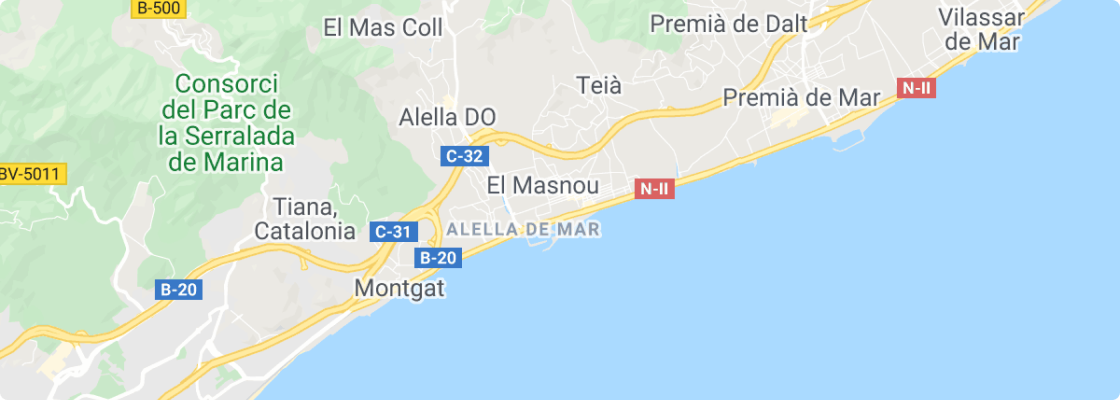 B-500
El Mas Coll
Premià de Dalt
Vilassar
de Mar
Consorci
del Parc de
la Serralada
de Marina
Teià
N-II
Premià de Mar
Alella DO
C-32
BV-5011
El Masnou
N-II
Tiana,
Catalonia
C-31
ALELLA DE MAR
B-20
B-20
Montgat